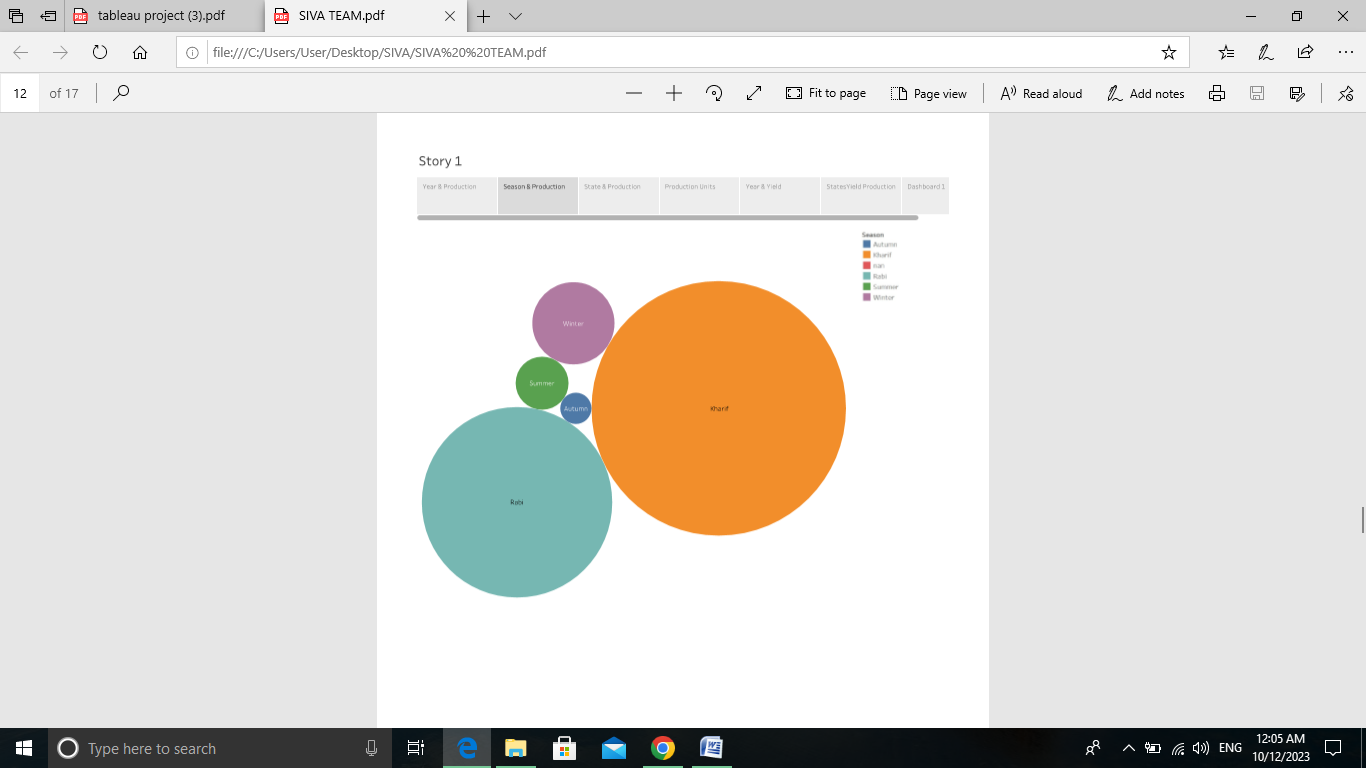 tableau project (3).pdf
SIVA TEAM.pdf
file:///C:/Users/User/Desktop/SIVA/SIVA%20%20TEAM.pdf
12 of 17
Fit to page
Page view
Read aloud
Add notes
Story 1
Year & Production
Season & Production
State & Production
Production Units
Year & Yield
StatesYield Production
Dashboard 1
Season
Autumn
Kharif
nan
Rabi
Summer
Winter
Winter
Summer
Autumn
Kharif
Rabi
Type here to search
ENG
12:05 AM
10/12/2023